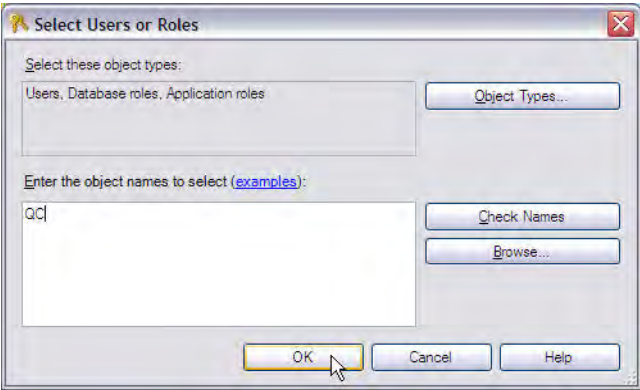 Select Users or Roles
Select these object types:
Users, Database roles, Application roles
Object Types...
Enter the object names to select (examples):
QC
Check Names
Browse...
OK
Cancel
Help